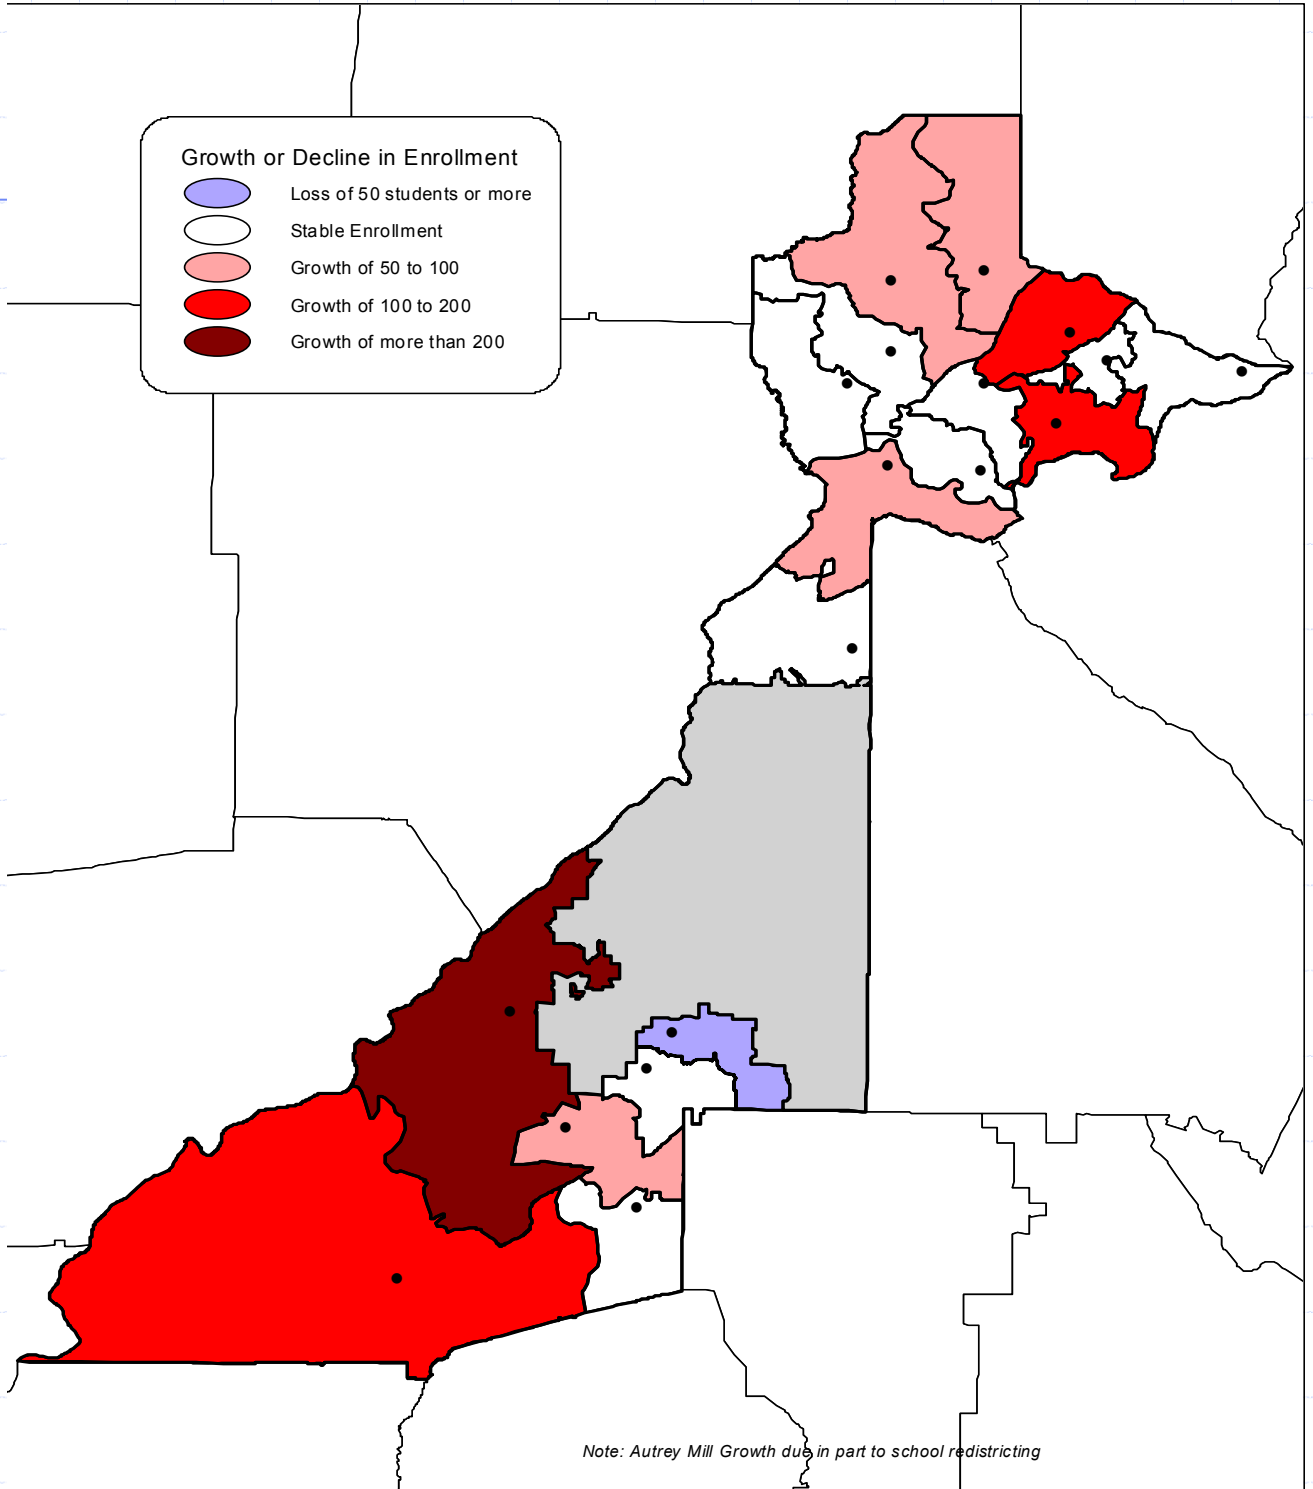 Growth or Decline in Enrollment
Loss of 50 students or more
Stable Enrollment
Growth of 50 to 100
Growth of 100 to 200
Growth of more than 200
Note: Autrey Mill Growth due in part to school redistricting